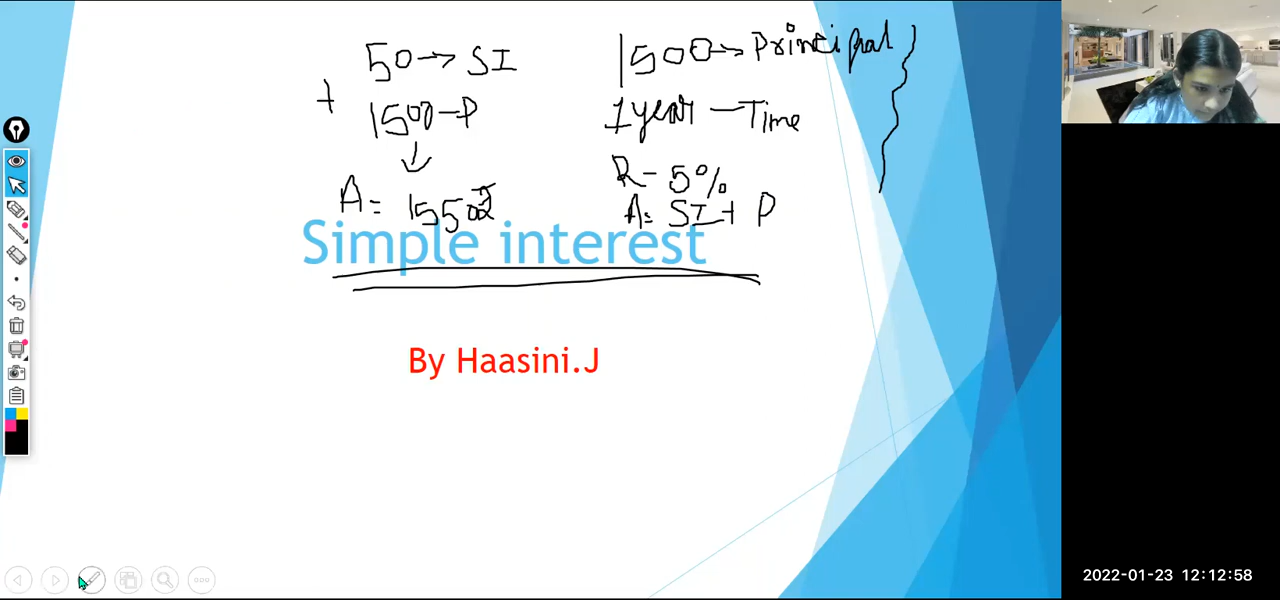 50 → SI
+
1500 – P
A =
1500 → Principal
1 year — Time
R – 5%
A = SI + P
Simple interest
By Haasini.J
2022-01-23 12:12:58